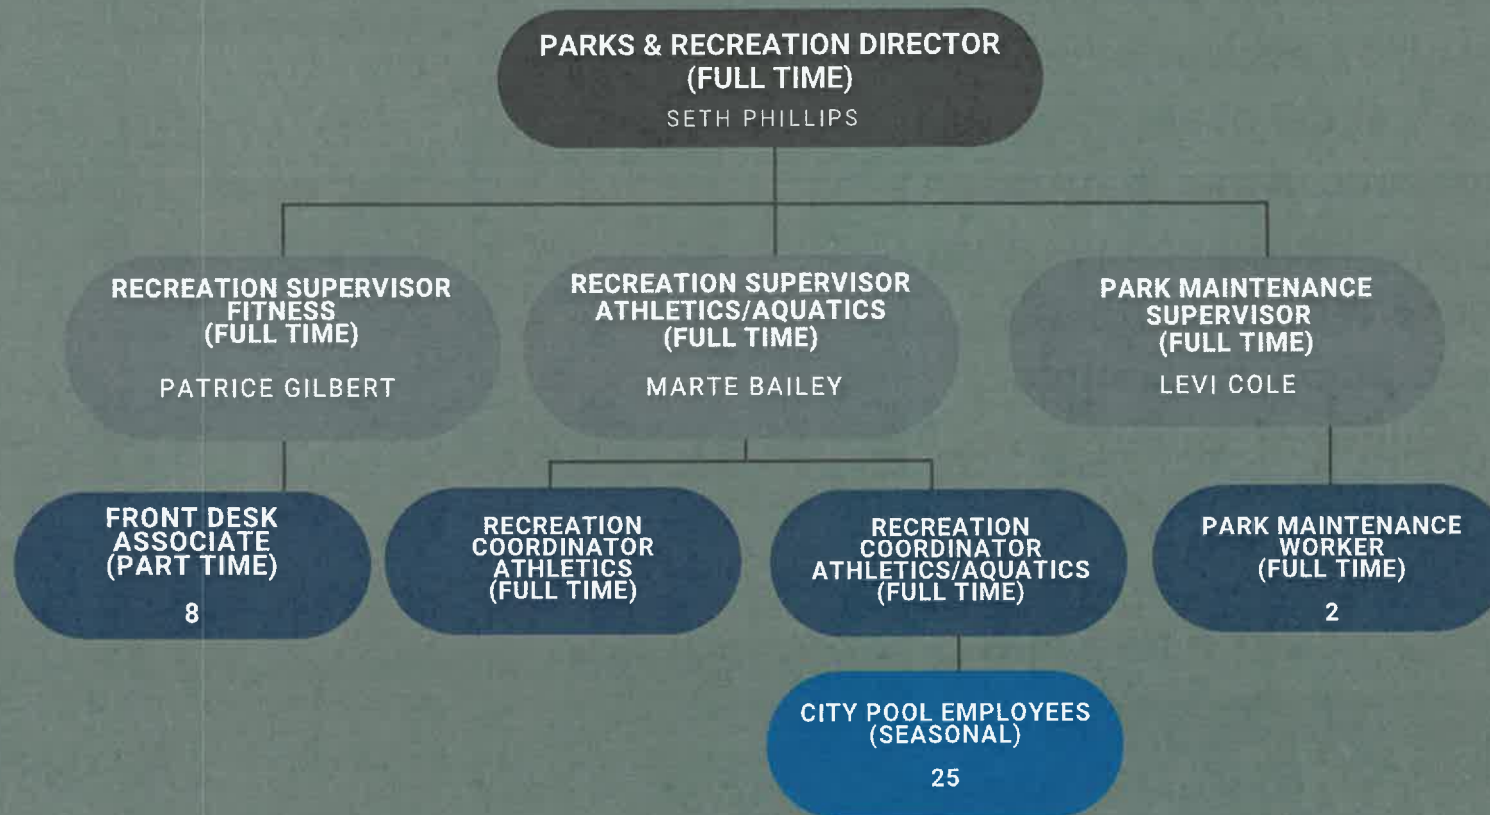 PARKS & RECREATION DIRECTOR
(FULL TIME)
SETH PHILLIPS
RECREATION SUPERVISOR
FITNESS
(FULL TIME)
PATRICE GILBERT
RECREATION SUPERVISOR
ATHLETICS/AQUATICS
(FULL TIME)
MARTE BAILEY
PARK MAINTENANCE
SUPERVISOR
(FULL TIME)
LEVI COLE
FRONT DESK
ASSOCIATE
(PART TIME)
8
RECREATION
COORDINATOR
ATHLETICS
(FULL TIME)
RECREATION
COORDINATOR
ATHLETICS/AQUATICS
(FULL TIME)
PARK MAINTENANCE
WORKER
(FULL TIME)
2
CITY POOL EMPLOYEES
(SEASONAL)
25